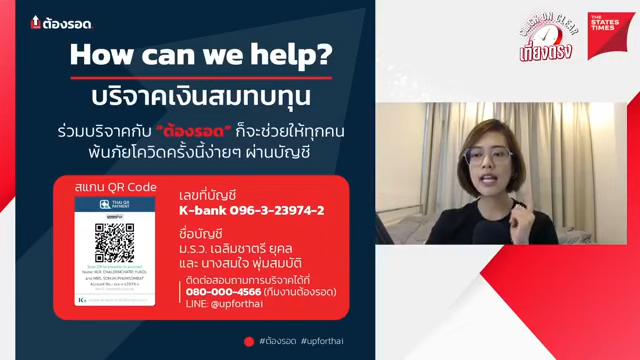 ต้องรอด
How can we help?
บริจาคเงินสมทบทุน
ร่วมบริจาคกับ "ต้องรอด" ก็จะช่วยให้ทุกคน
พ้นภัยโควิดครั้งนี้ง่ายๆ ผ่านบัญชี
สแกน QR Code
THAI QR
PAYMENT
เลขที่บัญชี
K-bank 096-3-23974-2
ชื่อบัญชี
ม.ร.ว. เฉลิมชาตรี ยุคล
และ นางสมใจ พุ่มสมบัติ
ติดต่อสอบถามการบริจาคได้ที่
080-000-4566 (ทีมงานต้องรอด)
LINE: @upforthai
#ต้องรอด #upforthai
CLICK ON CLEAR
เที่ยงตรง
THE
STATES
TIMES